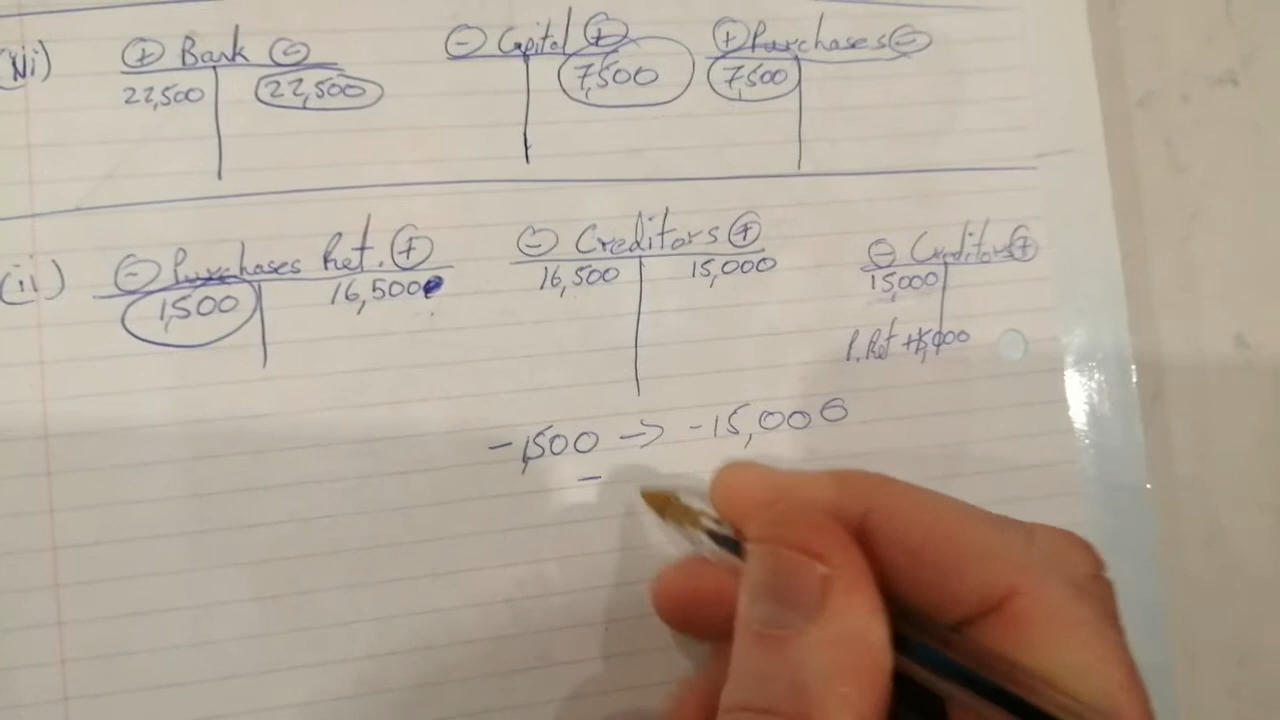 (vi) ⊕ Bank ⊖ ⊖ Capital ⊕ ⊕ Purchases ⊖
22,500 22,500 7,500 7,500
(ii) ⊖ Purchases Ret. ⊕ ⊖ Creditors ⊕ ⊖ Creditors ⊕
1,500 16,500 16,500 15,000 15,000
P. Ret
-1,500 → -15,000
-